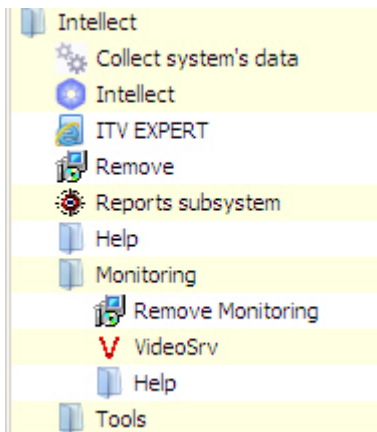 Intellect
Collect system's data
Intellect
ITV EXPERT
Remove
Reports subsystem
Help
Monitoring
Remove Monitoring
VideoSrv
Help
Tools